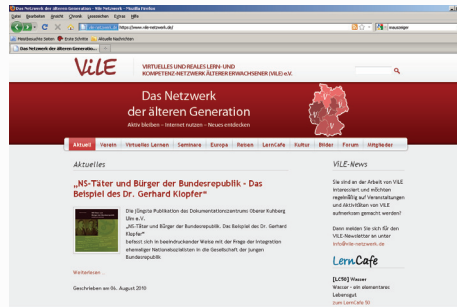 Das Netzwerk der älteren Generation - Vile Netzwerk - Mozilla Firefox
Datei Bearbeiten Ansicht Chronik Lesezeichen Extras Hilfe
https://www.vile-netzwerk.de/
Meistbesuchte Seiten Erste Schritte Aktuelle Nachrichten
Das Netzwerk der älteren Generatio...
ViLE
VIRTUELLES UND REALES LERN- UND
KOMPETENZ-NETZWERK ÄLTERER ERWACHSENER (ViLE) e.V.
Das Netzwerk
der älteren Generation
Aktiv bleiben - Internet nutzen - Neues entdecken
Aktuell Verein Virtuelles Lernen Seminare Europa Reisen LernCafe Kultur Bilder Forum Mitglieder
Aktuelles
„NS-Täter und Bürger der Bundesrepublik - Das
Beispiel des Dr. Gerhard Klopfer“
Die jüngste Publikation des Dokumentationszentrums Oberer Kuhberg
Ulm e.V.
„NS-Täter und Bürger der Bundesrepublik. Das Beispiel des Dr. Gerhard
Klopfer“
befasst sich in beeindruckender Weise mit der Frage der Integration
ehemaliger Nationalsozialisten in die Gesellschaft der jungen
Bundesrepublik
Weiterlesen ...
Geschrieben am 06. August 2010
ViLE-News
Sie sind an der Arbeit von ViLE
interessiert und möchten
regelmäßig auf Veranstaltungen
und Aktivitäten von ViLE
aufmerksam gemacht werden?
Dann melden Sie sich für den
ViLE-Newsletter an unter
info@vile-netzwerk.de
LernCafe
[LC50] Wasser
Wasser - ein elementares
Lebensgut
zum LernCafe 50